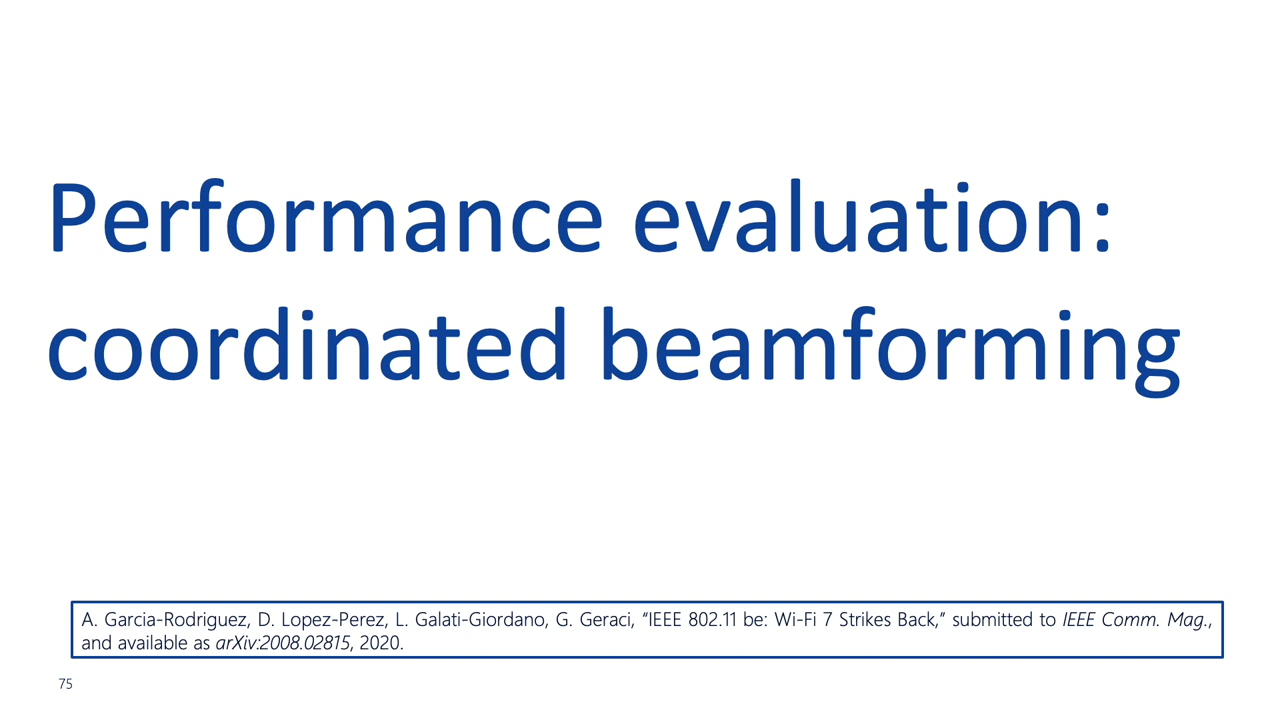 Performance evaluation:
coordinated beamforming
A. Garcia-Rodriguez, D. Lopez-Perez, L. Galati-Giordano, G. Geraci, “IEEE 802.11 be: Wi-Fi 7 Strikes Back,” submitted to IEEE Comm. Mag.,
and available as arXiv:2008.02815, 2020.
75